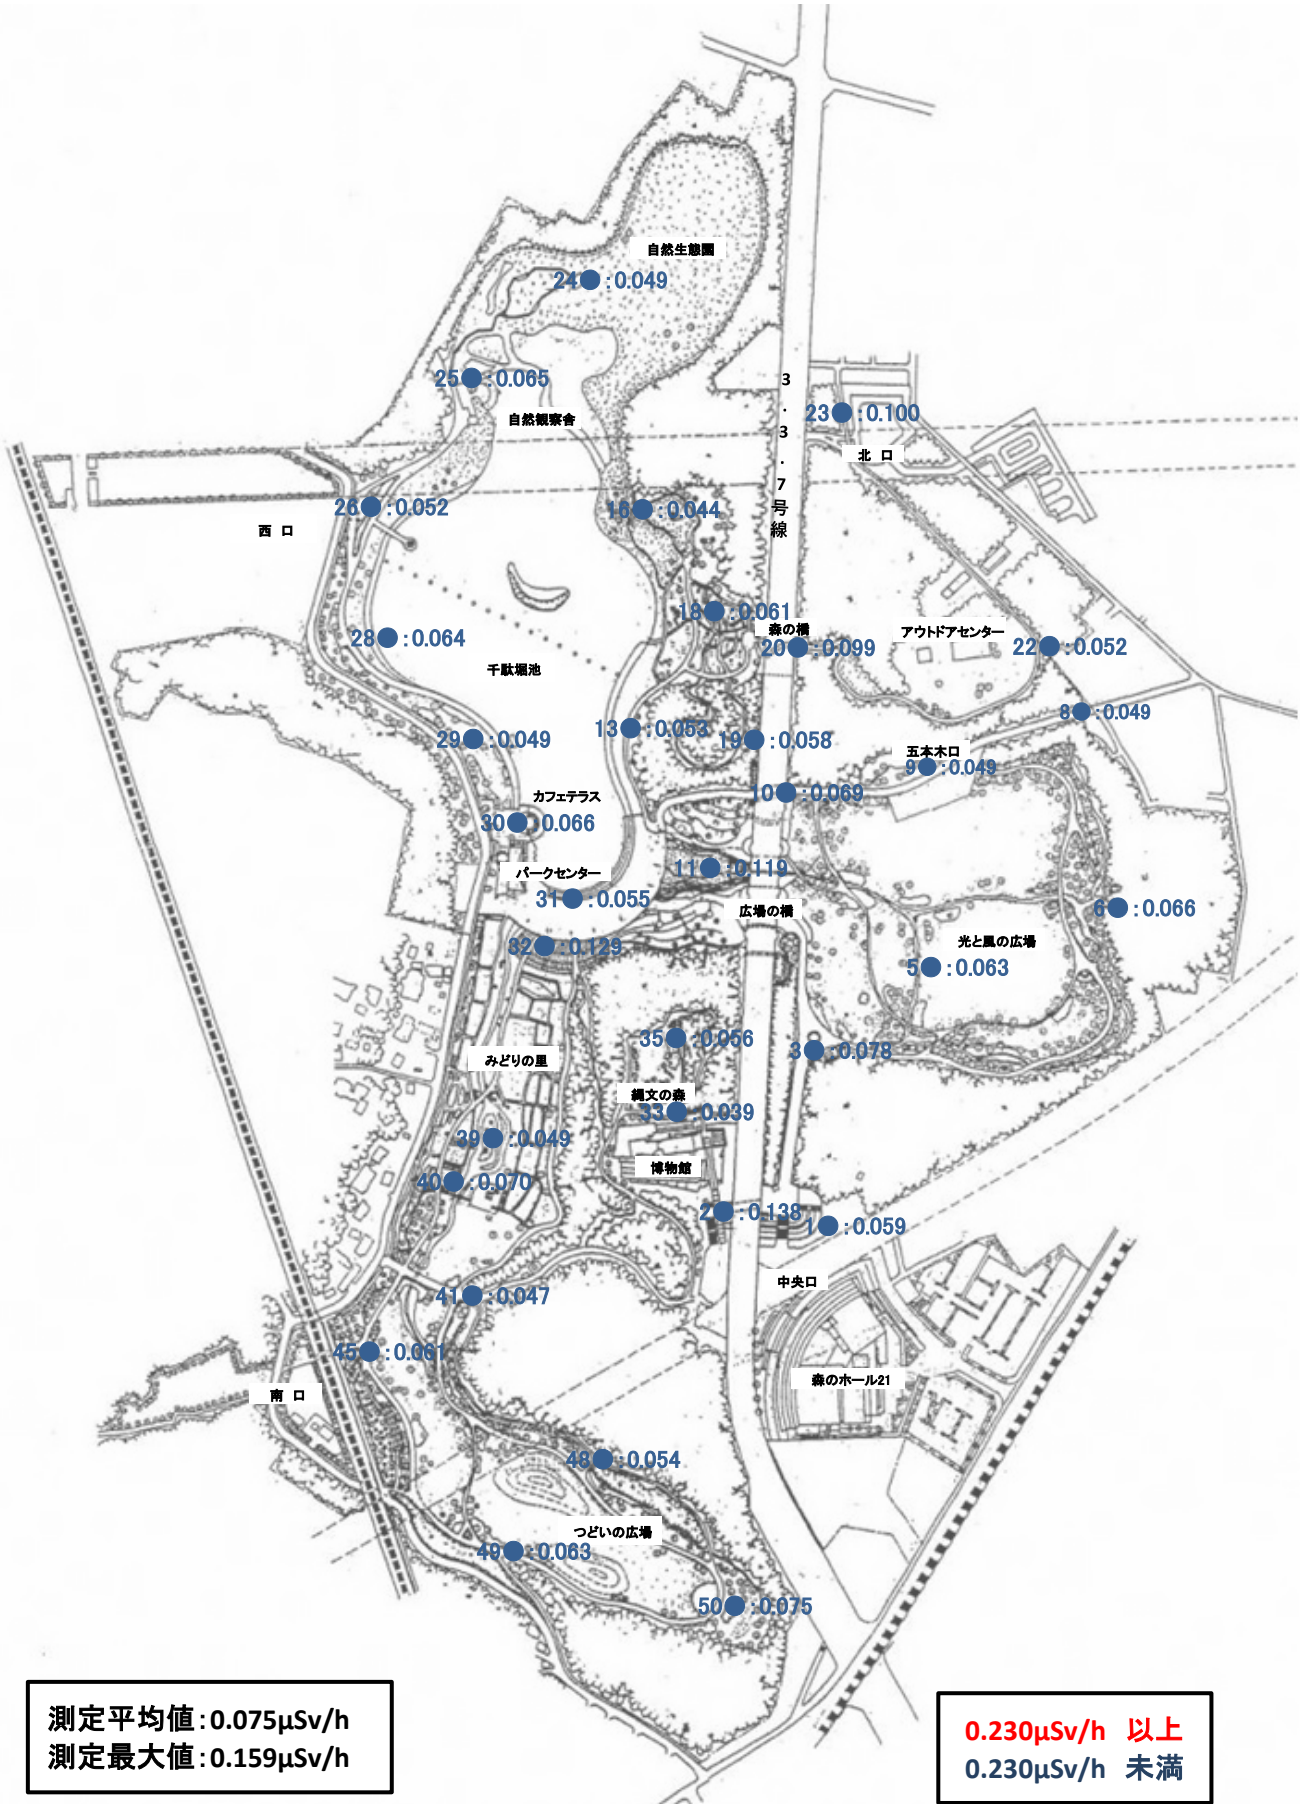 自然生態園
24 : 0.049
25 : 0.065
自然観察舎
3・3・7号線
23 : 0.100
北 口
26 : 0.052
西 口
16 : 0.044
18 : 0.061
森の橋
アウトドアセンター
28 : 0.064
20 : 0.099
22 : 0.052
千駄堀池
8 : 0.049
13 : 0.053
29 : 0.049
19 : 0.058
五本木口
9 : 0.049
カフェテラス
10 : 0.069
30 : 0.066
パークセンター
11 : 0.119
31 : 0.055
広場の橋
6 : 0.066
32 : 0.129
光と風の広場
5 : 0.063
35 : 0.056
3 : 0.078
みどりの里
縄文の森
33 : 0.039
39 : 0.049
博物館
40 : 0.070
2 : 0.138
1 : 0.059
中央口
41 : 0.047
45 : 0.061
森のホール21
南 口
48 : 0.054
つどいの広場
49 : 0.063
50 : 0.075
測定平均値：0.075μSv/h
測定最大値：0.159μSv/h
0.230μSv/h 以上
0.230μSv/h 未満